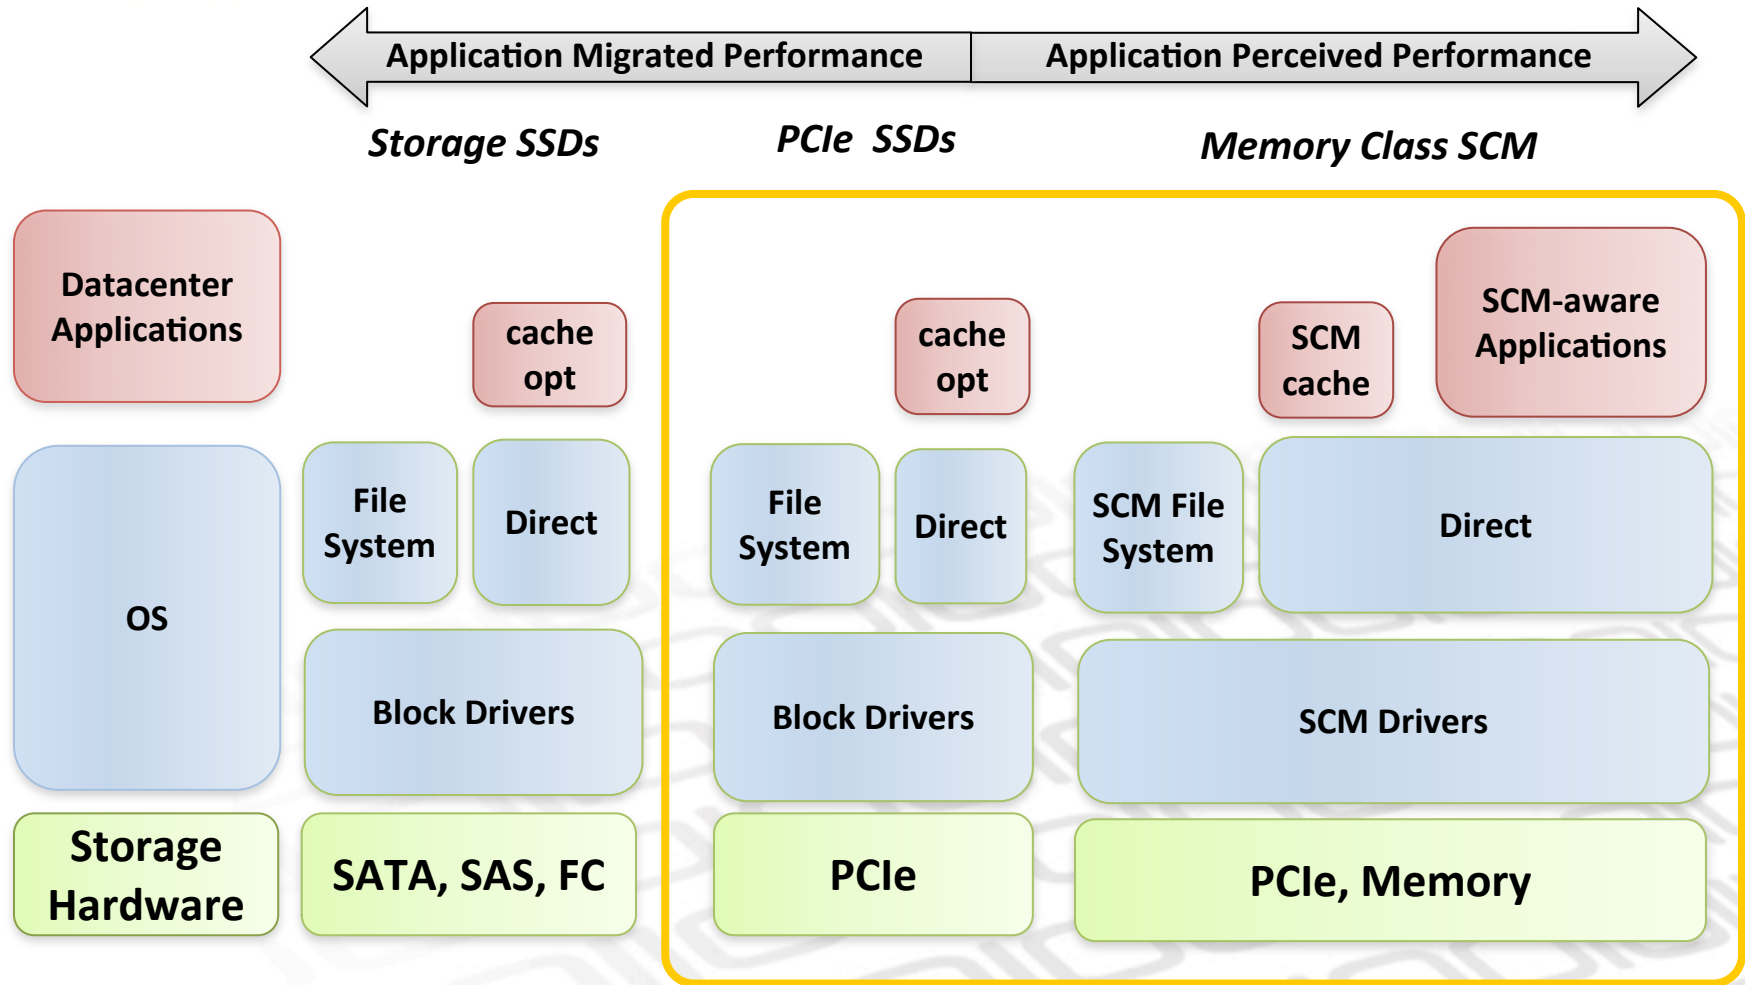 Application Migrated Performance
Application Perceived Performance
Storage SSDs
PCIe SSDs
Memory Class SCM
Datacenter
Applications
cache
opt
cache
opt
SCM
cache
SCM-aware
Applications
OS
File
System
Direct
File
System
Direct
SCM File
System
Direct
Block Drivers
Block Drivers
SCM Drivers
Storage
Hardware
SATA, SAS, FC
PCIe
PCIe, Memory